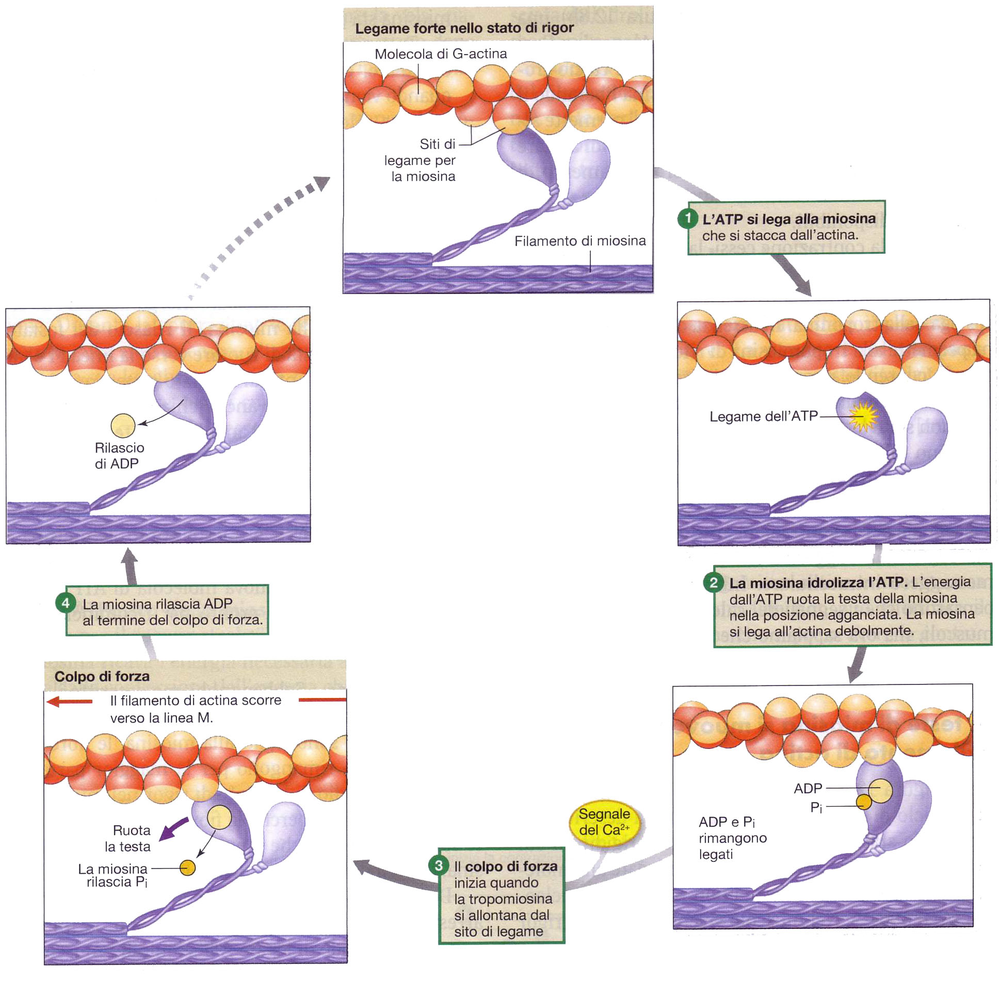 Legame forte nello stato di rigor
Molecola di G-actina
Siti di
legame per
la miosina
Filamento di miosina
1 L'ATP si lega alla miosina
che si stacca dall'actina.
Legame dell'ATP
2 La miosina idrolizza l'ATP. L'energia
dall'ATP ruota la testa della miosina
nella posizione agganciata. La miosina
si lega all'actina debolmente.
ADP
Pi
ADP e Pi
rimangono
legati
Segnale
del Ca²⁺
3 Il colpo di forza
inizia quando
la tropomiosina
si allontana dal
sito di legame
Colpo di forza
Il filamento di actina scorre
verso la linea M.
Ruota
la testa
La miosina
rilascia Pi
4 La miosina rilascia ADP
al termine del colpo di forza.
Rilascio
di ADP